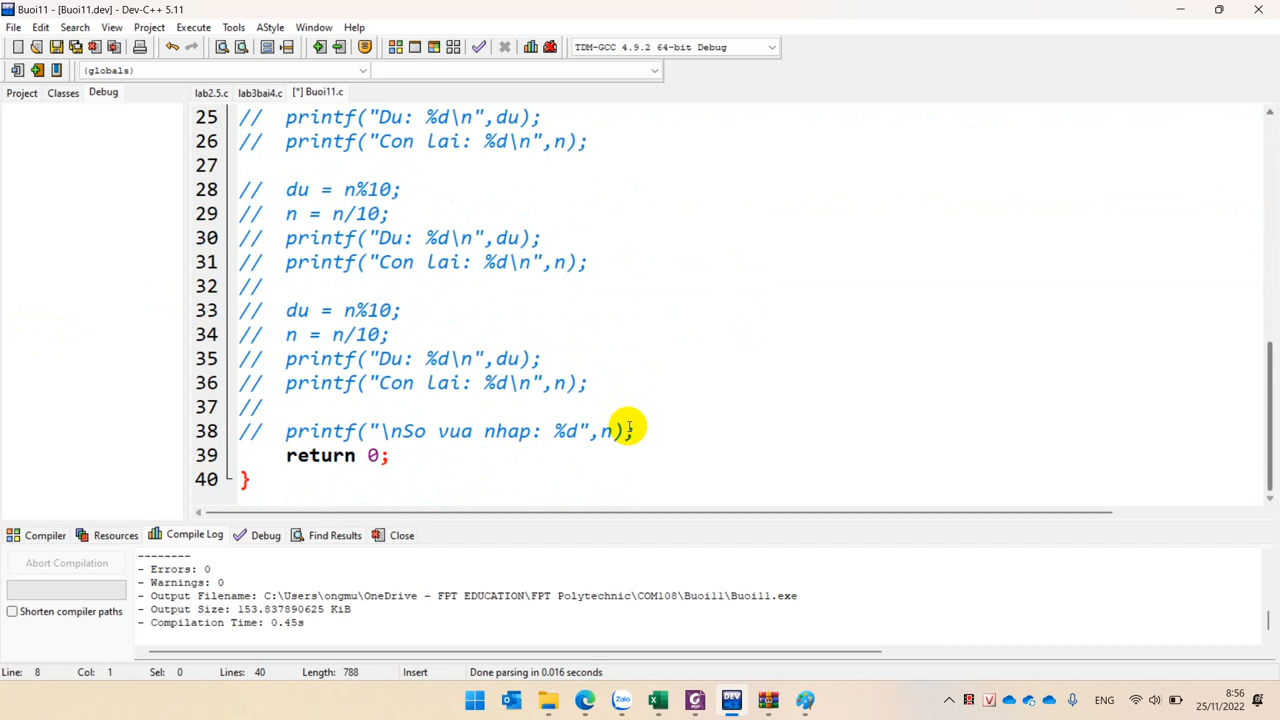 Buoi11 - [Buoi11.dev] - Dev-C++ 5.11
File Edit Search View Project Execute Tools AStyle Window Help
TDM-GCC 4.9.2 64-bit Debug
(globals)
Project Classes Debug
lab2.5.c lab3bai4.c [*] Buoi11.c
25 // printf("Du: %d\n",du);
26 // printf("Con lai: %d\n",n);
27
28 // du = n%10;
29 // n = n/10;
30 // printf("Du: %d\n",du);
31 // printf("Con lai: %d\n",n);
32 //
33 // du = n%10;
34 // n = n/10;
35 // printf("Du: %d\n",du);
36 // printf("Con lai: %d\n",n);
37 //
38 // printf("\nSo vua nhap: %d",n);
39 return 0;
40 }
Compiler Resources Compile Log Debug Find Results Close
Abort Compilation
Shorten compiler paths
--------
- Errors: 0
- Warnings: 0
- Output Filename: C:\Users\ongmu\OneDrive - FPT EDUCATION\FPT Polytechnic\COM108\Buoi11\Buoi11.exe
- Output Size: 153.837890625 KiB
- Compilation Time: 0.45s
Line: 8 Col: 1 Sel: 0 Lines: 40 Length: 788 Insert Done parsing in 0.016 seconds
Zalo
DEV
ENG
8:56
25/11/2022